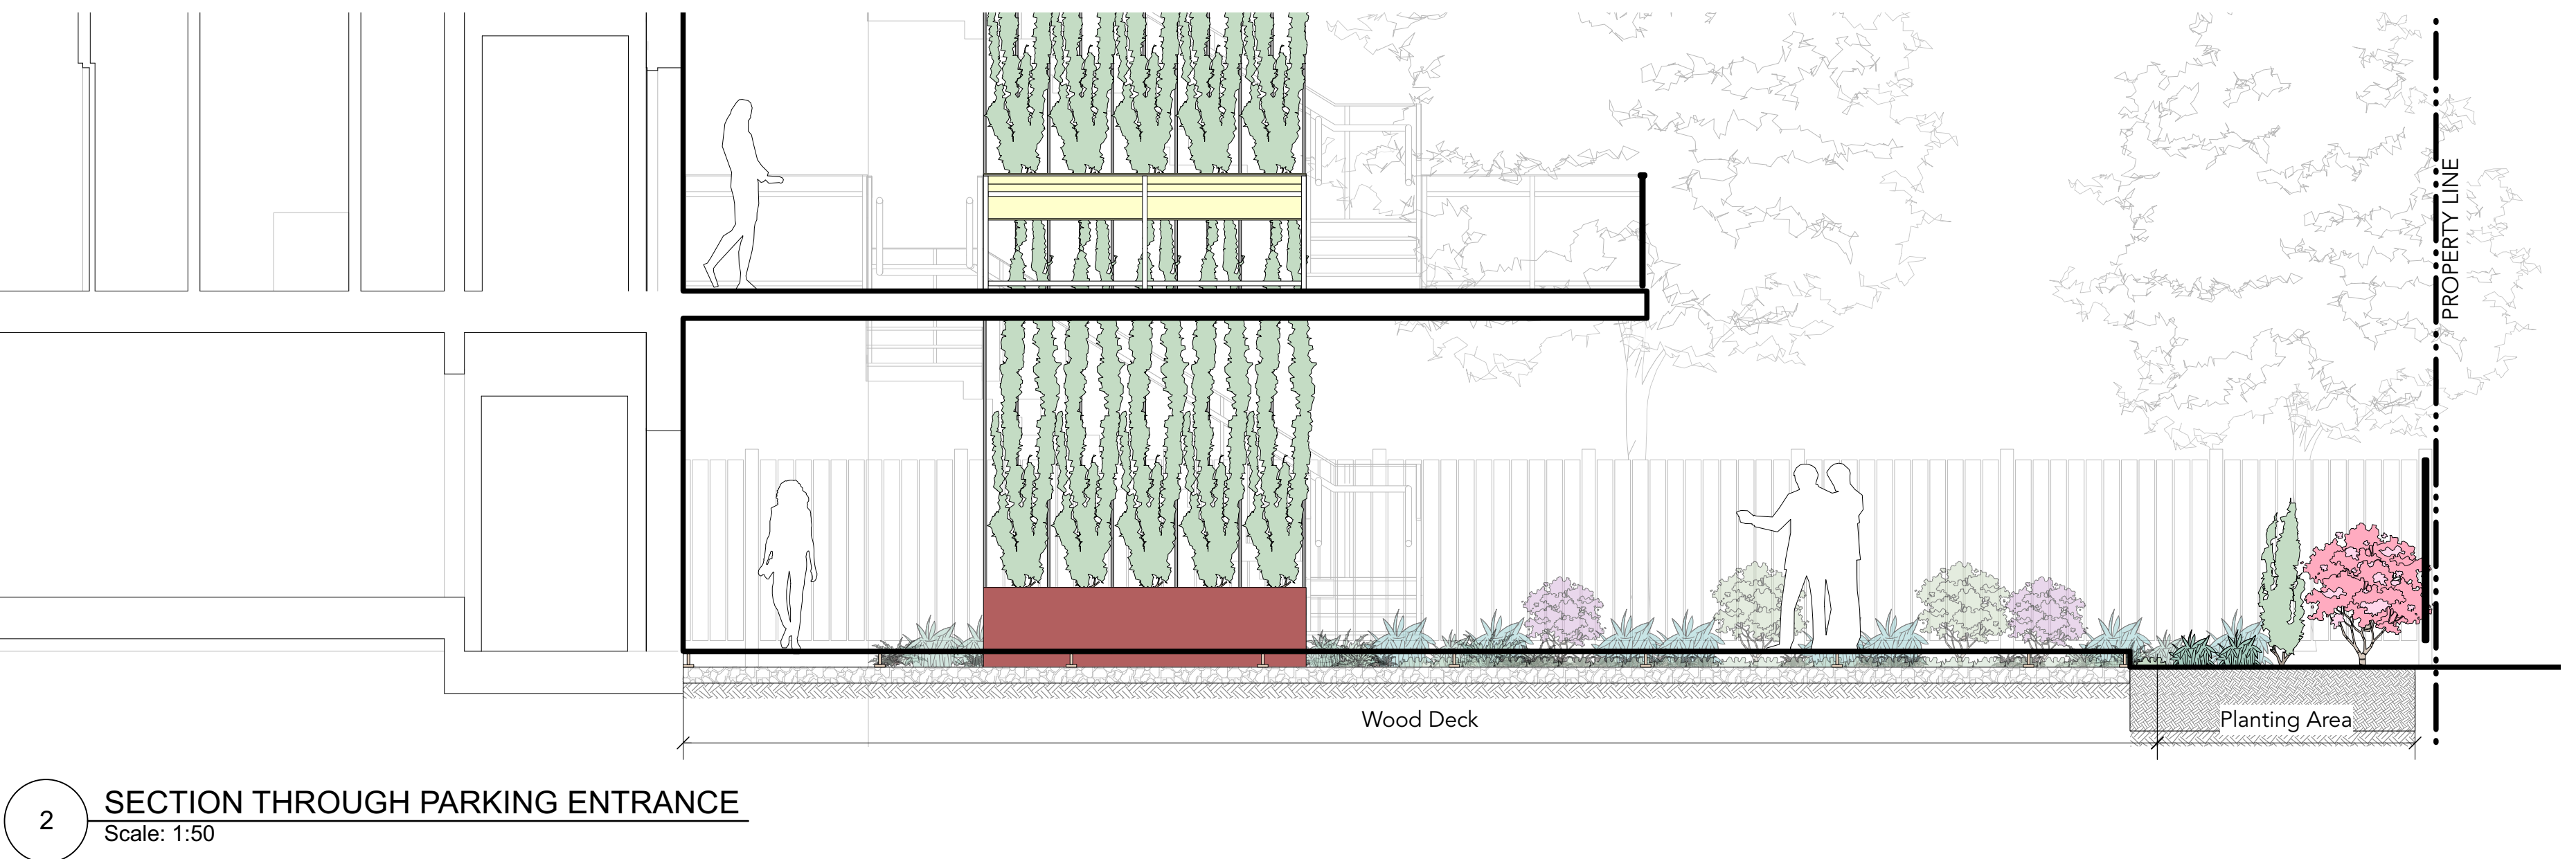 PROPERTY LINE
Wood Deck
Planting Area
2
SECTION THROUGH PARKING ENTRANCE
Scale: 1:50